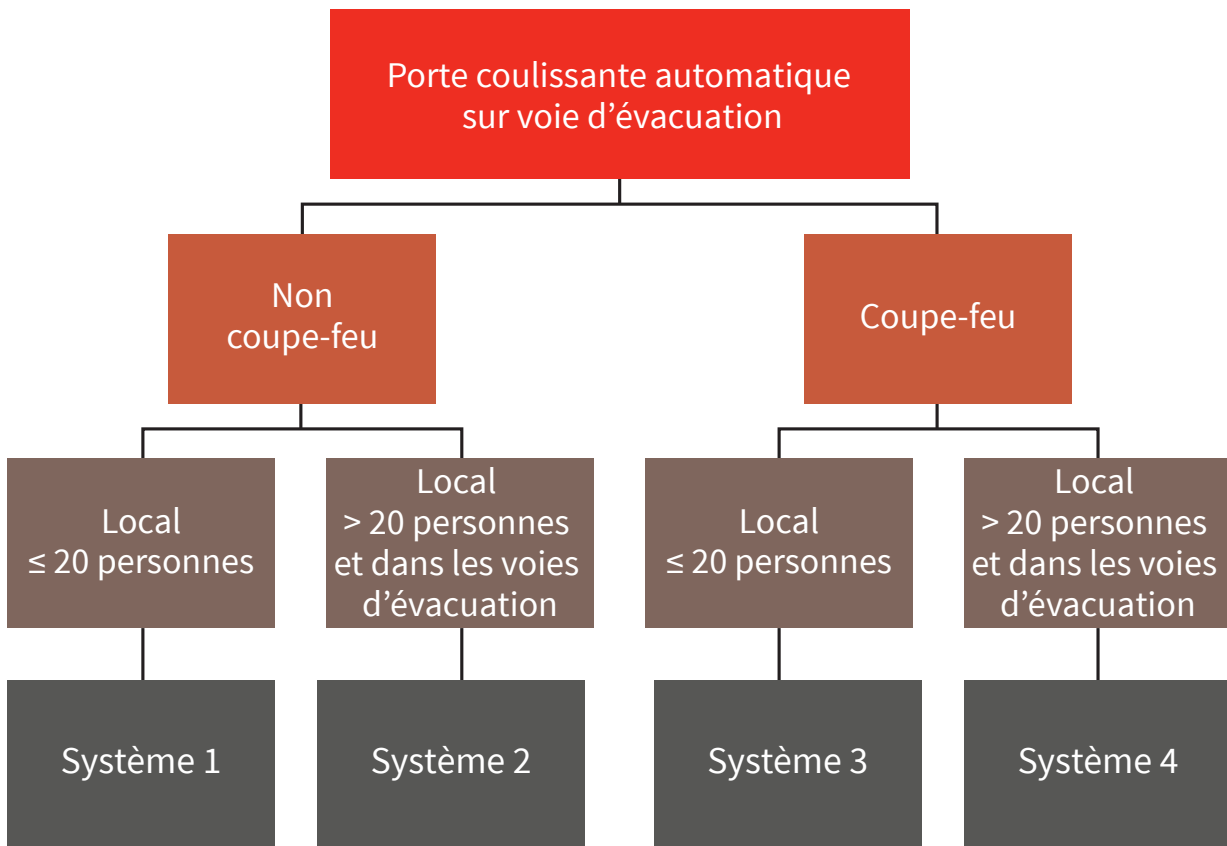 Porte coulissante automatique
sur voie d’évacuation
Non
coupe-feu
Coupe-feu
Local
≤ 20 personnes
Local
> 20 personnes
et dans les voies
d’évacuation
Local
≤ 20 personnes
Local
> 20 personnes
et dans les voies
d’évacuation
Système 1
Système 2
Système 3
Système 4